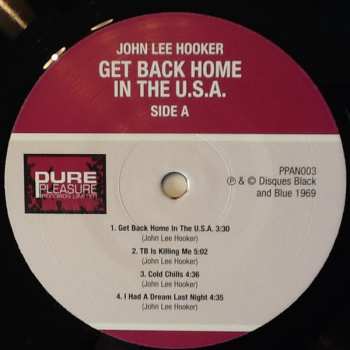 JOHN LEE HOOKER
GET BACK HOME
IN THE U.S.A.
SIDE A
PURE
PLEASURE
RECORDS LIMITED
PPAN003
℗ & © Disques Black
and Blue 1969
1. Get Back Home In The U.S.A. 3:30
(John Lee Hooker)
2. TB Is Killing Me 5:02
(John Lee Hooker)
3. Cold Chills 4:36
(John Lee Hooker)
4. I Had A Dream Last Night 4:35
(John Lee Hooker)